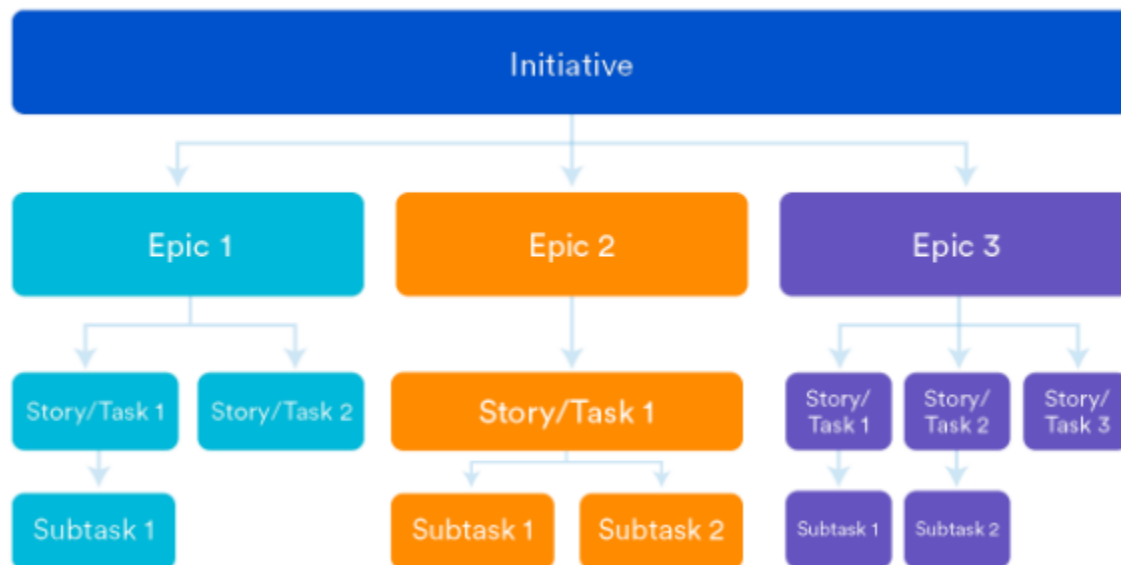 Initiative
Epic 1
Epic 2
Epic 3
Story/Task 1
Story/Task 2
Story/Task 1
Story/
Task 1
Story/
Task 2
Story/
Task 3
Subtask 1
Subtask 1
Subtask 2
Subtask 1
Subtask 2